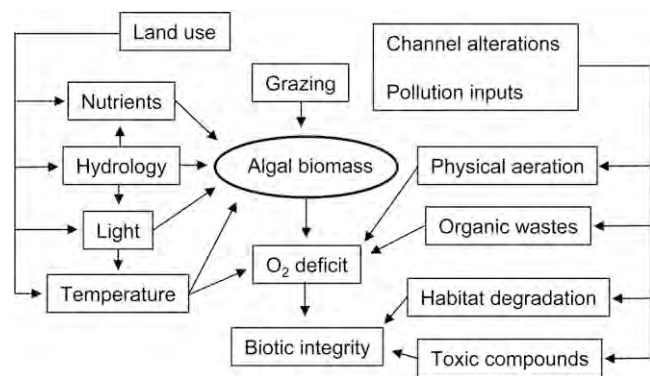 Land use
Channel alterations
Pollution inputs
Grazing
Nutrients
Hydrology
Algal biomass
Physical aeration
Light
Organic wastes
O₂ deficit
Temperature
Habitat degradation
Biotic integrity
Toxic compounds